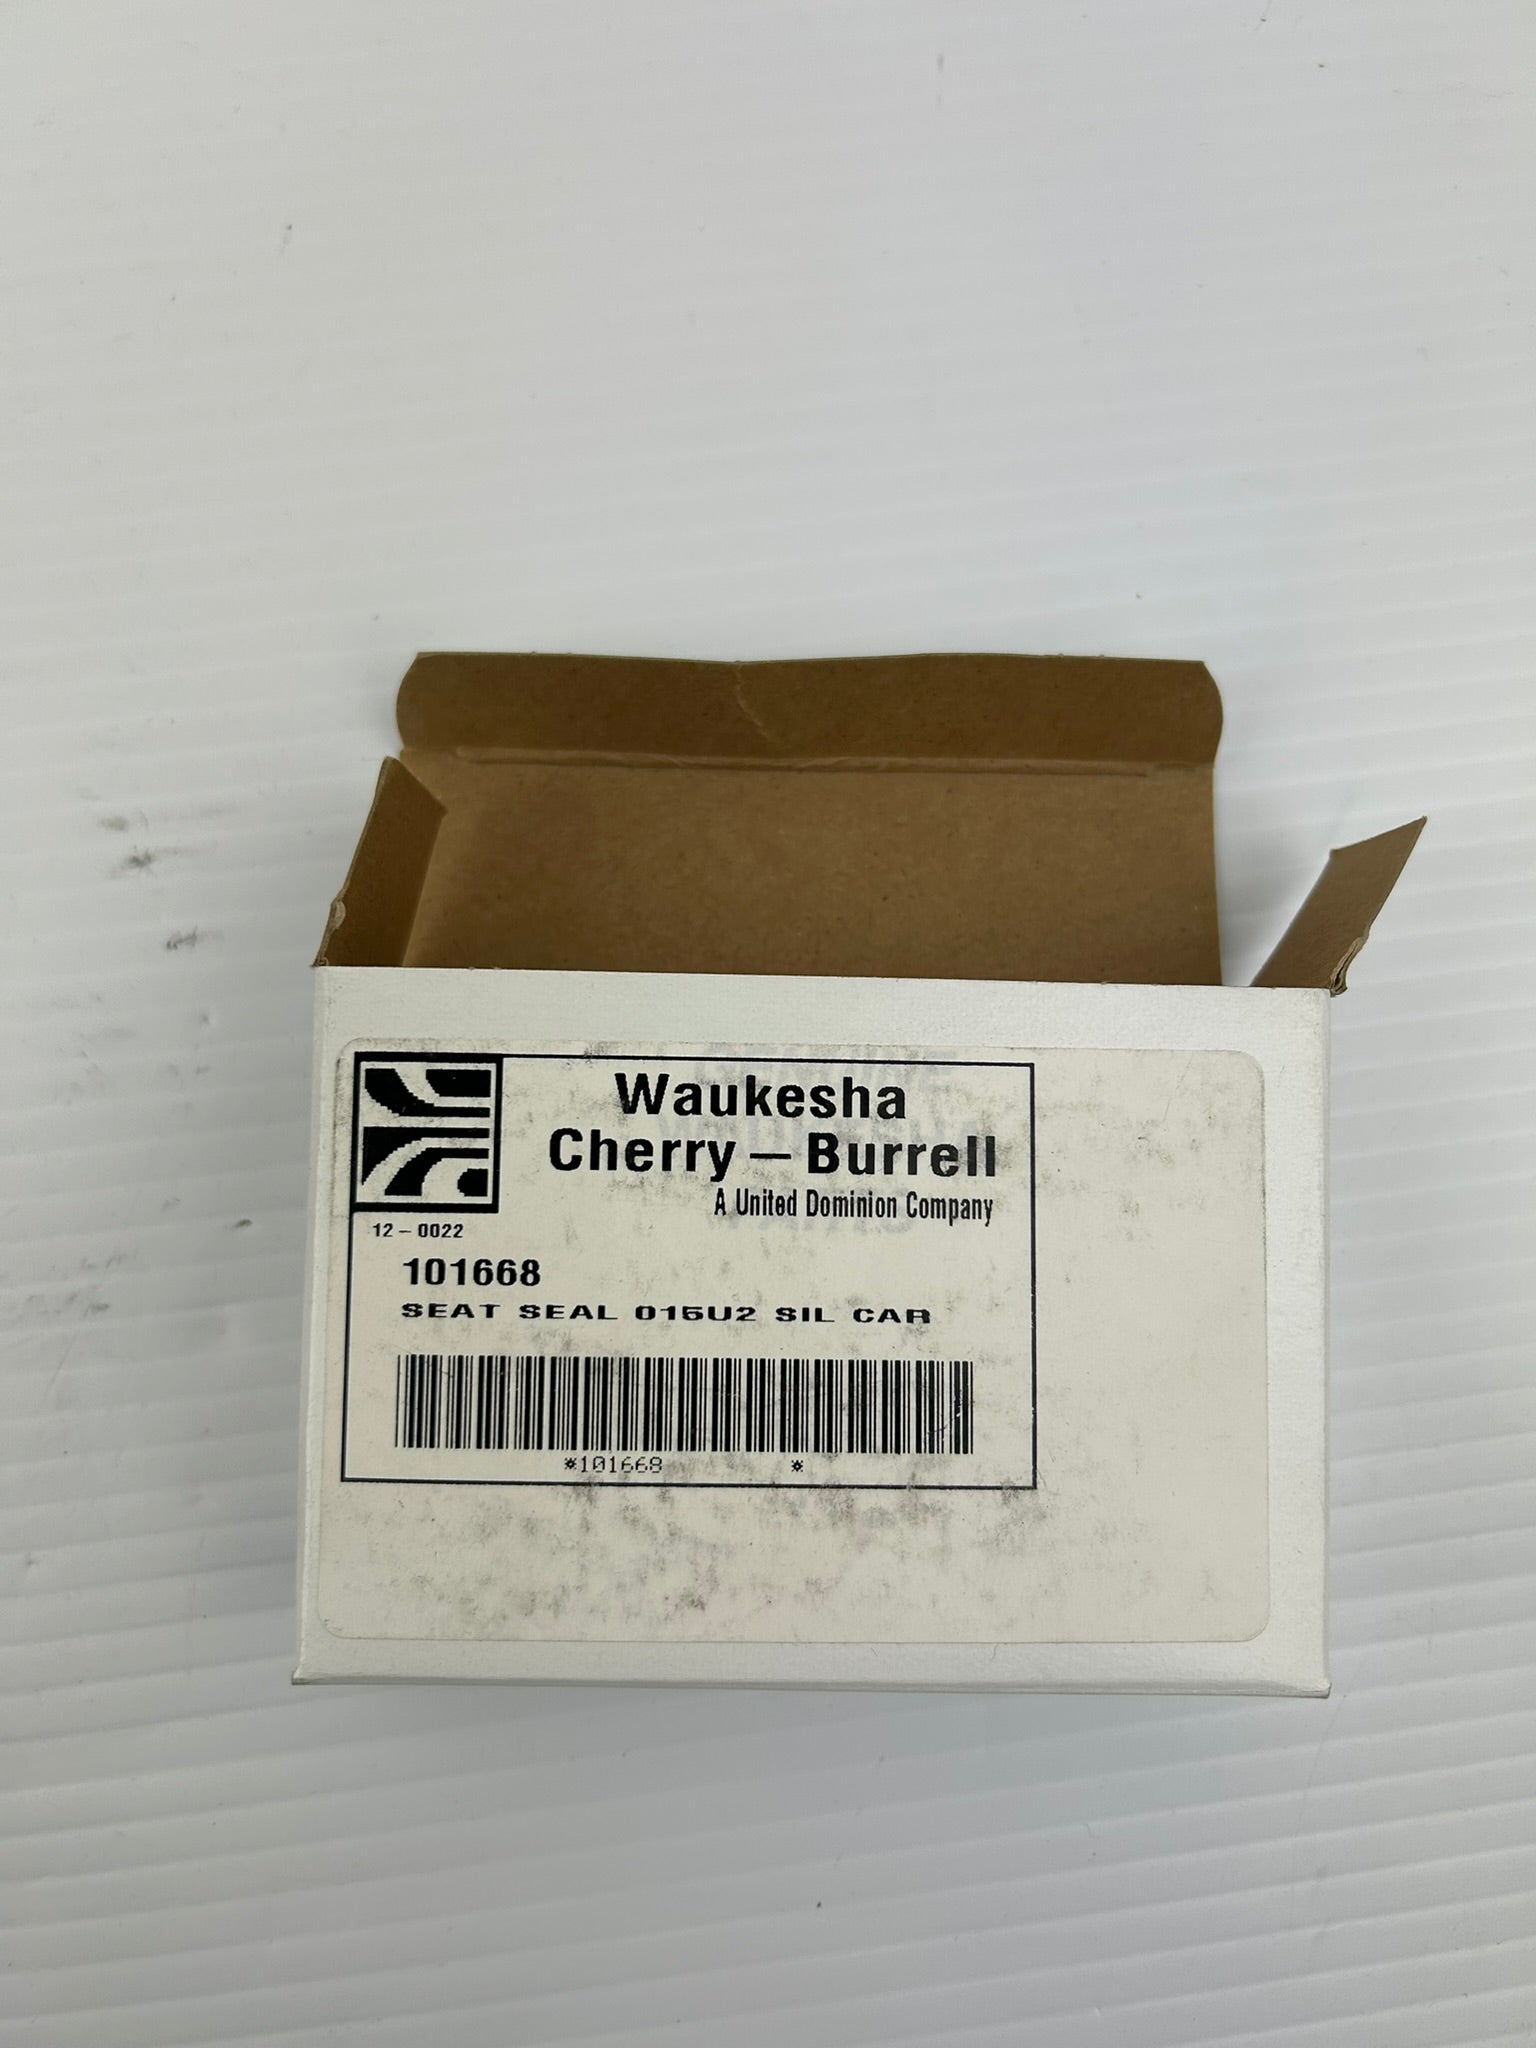 Waukesha
Cherry – Burrell
A United Dominion Company
12 – 0022
101668
SEAT SEAL 015U2 SIL CAR
*101668 *